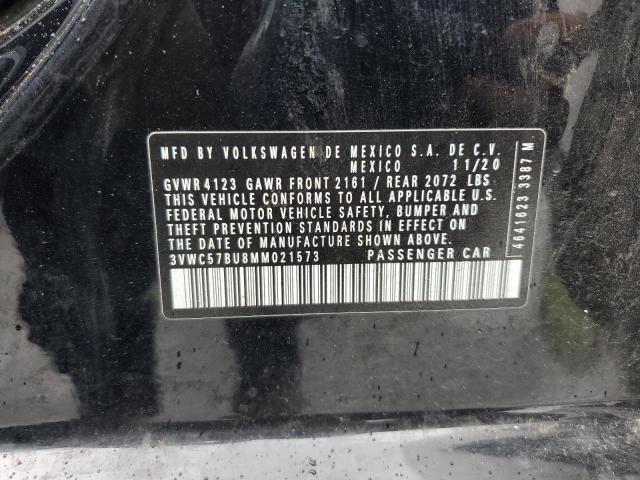 MFD BY VOLKSWAGEN DE MEXICO S.A. DE C.V.
MEXICO 11/20
GVWR 4123 GAWR FRONT 2161 / REAR 2072 LBS
THIS VEHICLE CONFORMS TO ALL APPLICABLE U.S.
FEDERAL MOTOR VEHICLE SAFETY, BUMPER AND
THEFT PREVENTION STANDARDS IN EFFECT ON
THE DATE OF MANUFACTURE SHOWN ABOVE.
3VWC57BU8MM021573 PASSENGER CAR
4641623 3387 M